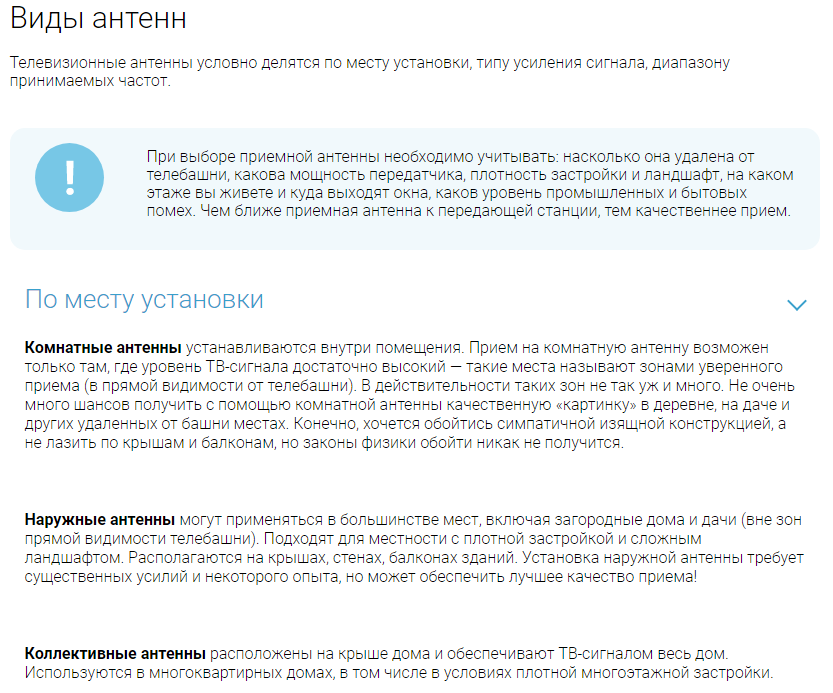 Виды антенн
Телевизионные антенны условно делятся по месту установки, типу усиления сигнала, диапазону
принимаемых частот.
!
При выборе приемной антенны необходимо учитывать: насколько она удалена от
телебашни, какова мощность передатчика, плотность застройки и ландшафт, на каком
этаже вы живете и куда выходят окна, каков уровень промышленных и бытовых
помех. Чем ближе приемная антенна к передающей станции, тем качественнее прием.
По месту установки
Комнатные антенны устанавливаются внутри помещения. Прием на комнатную антенну возможен
только там, где уровень ТВ-сигнала достаточно высокий — такие места называют зонами уверенного
приема (в прямой видимости от телебашни). В действительности таких зон не так уж и много. Не очень
много шансов получить с помощью комнатной антенны качественную «картинку» в деревне, на даче и
других удаленных от башни местах. Конечно, хочется обойтись симпатичной изящной конструкцией, а
не лазить по крышам и балконам, но законы физики обойти никак не получится.
Наружные антенны могут применяться в большинстве мест, включая загородные дома и дачи (вне зон
прямой видимости телебашни). Подходят для местности с плотной застройкой и сложным
ландшафтом. Располагаются на крышах, стенах, балконах зданий. Установка наружной антенны требует
существенных усилий и некоторого опыта, но может обеспечить лучшее качество приема!
Коллективные антенны расположены на крыше дома и обеспечивают ТВ-сигналом весь дом.
Используются в многоквартирных домах, в том числе в условиях плотной многоэтажной застройки.